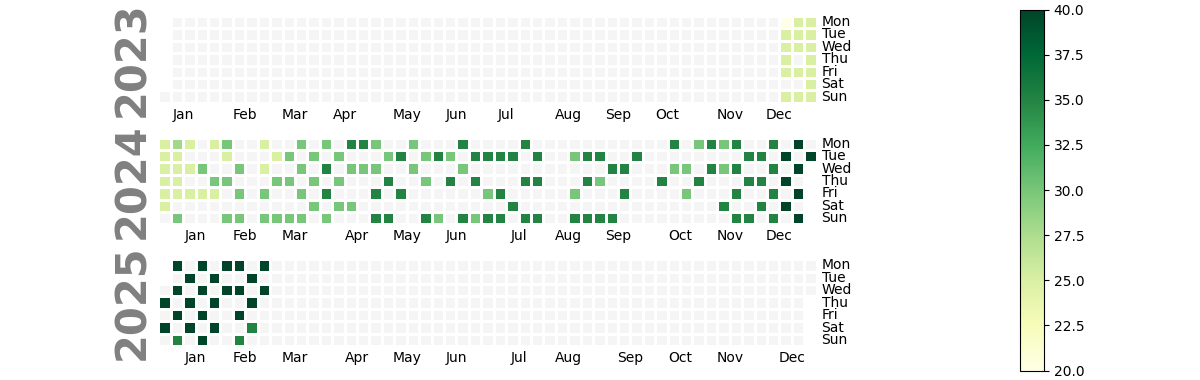 2023
Mon
Tue
Wed
Thu
Fri
Sat
Sun
Jan Feb Mar Apr May Jun Jul Aug Sep Oct Nov Dec
2024
Mon
Tue
Wed
Thu
Fri
Sat
Sun
Jan Feb Mar Apr May Jun Jul Aug Sep Oct Nov Dec
2025
Mon
Tue
Wed
Thu
Fri
Sat
Sun
Jan Feb Mar Apr May Jun Jul Aug Sep Oct Nov Dec
40.0
37.5
35.0
32.5
30.0
27.5
25.0
22.5
20.0